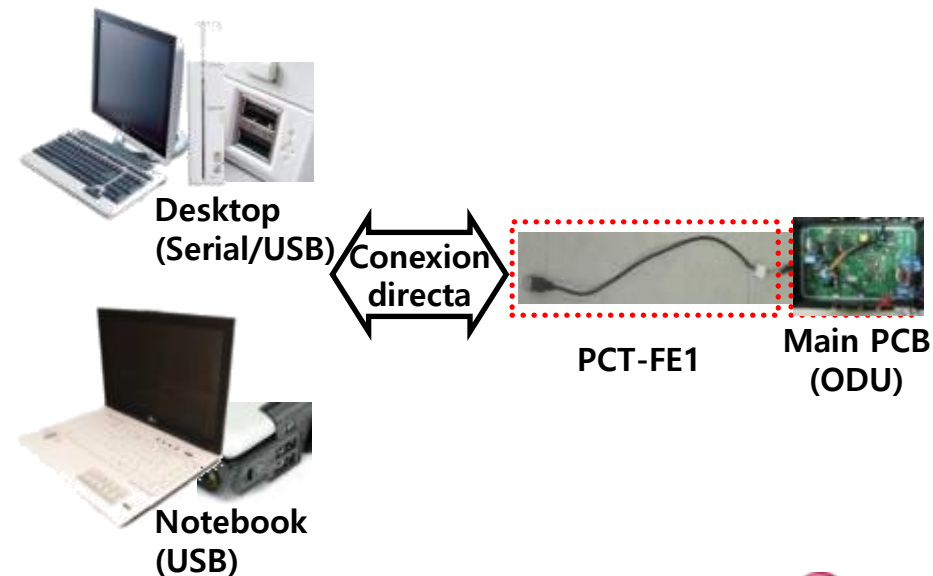 Desktop
(Serial/USB)
Conexion
directa
PCT-FE1
Main PCB
(ODU)
Notebook
(USB)